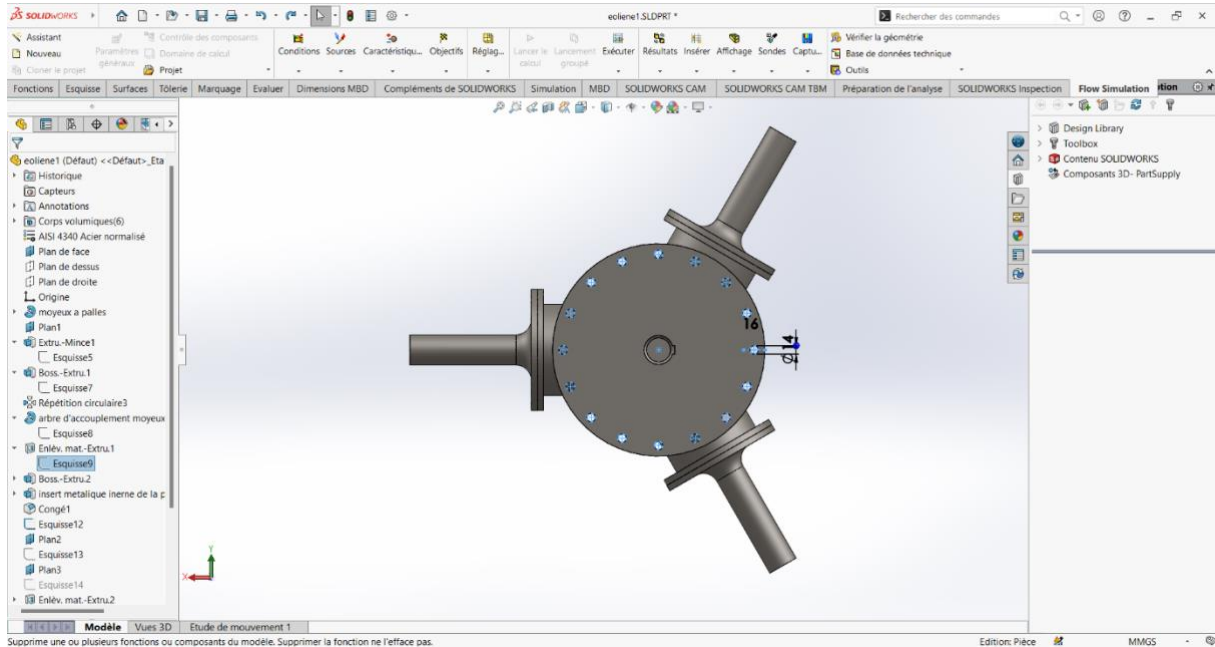 SOLIDWORKS
eoliene1.SLDPRT *
Rechercher des commandes
Assistant
Nouveau
Cloner le projet
Paramètres généraux
Contrôle des composants
Domaine de calcul
Projet
Conditions Sources Caractéristiqu... Objectifs Réglag...
Lancer le calcul
Lancement groupé
Exécuter Résultats Insérer Affichage Sondes Captu...
Vérifier la géométrie
Base de données technique
Outils
Fonctions Esquisse Surfaces Tôlerie Marquage Evaluer Dimensions MBD Compléments de SOLIDWORKS Simulation MBD SOLIDWORKS CAM SOLIDWORKS CAM TBM Préparation de l'analyse SOLIDWORKS Inspection Flow Simulation
eoliene1 (Défaut) <<Défaut>_Eta
Historique
Capteurs
Annotations
Corps volumiques(6)
AISI 4340 Acier normalisé
Plan de face
Plan de dessus
Plan de droite
Origine
moyeux a palles
Plan1
Extru.-Mince1
Esquisse5
Boss.-Extru.1
Esquisse7
Répétition circulaire3
arbre d'accouplement moyeux
Esquisse8
Enlèv. mat.-Extru.1
Esquisse9
Boss.-Extru.2
insert metalique inerne de la p
Congé1
Esquisse12
Plan2
Esquisse13
Plan3
Esquisse14
Enlèv. mat.-Extru.2
16
Ø 14
Y
X
Design Library
Toolbox
Contenu SOLIDWORKS
Composants 3D- PartSupply
Modèle Vues 3D Etude de mouvement 1
Supprime une ou plusieurs fonctions ou composants du modèle. Supprimer la fonction ne l'efface pas.
Edition: Pièce
MMGS